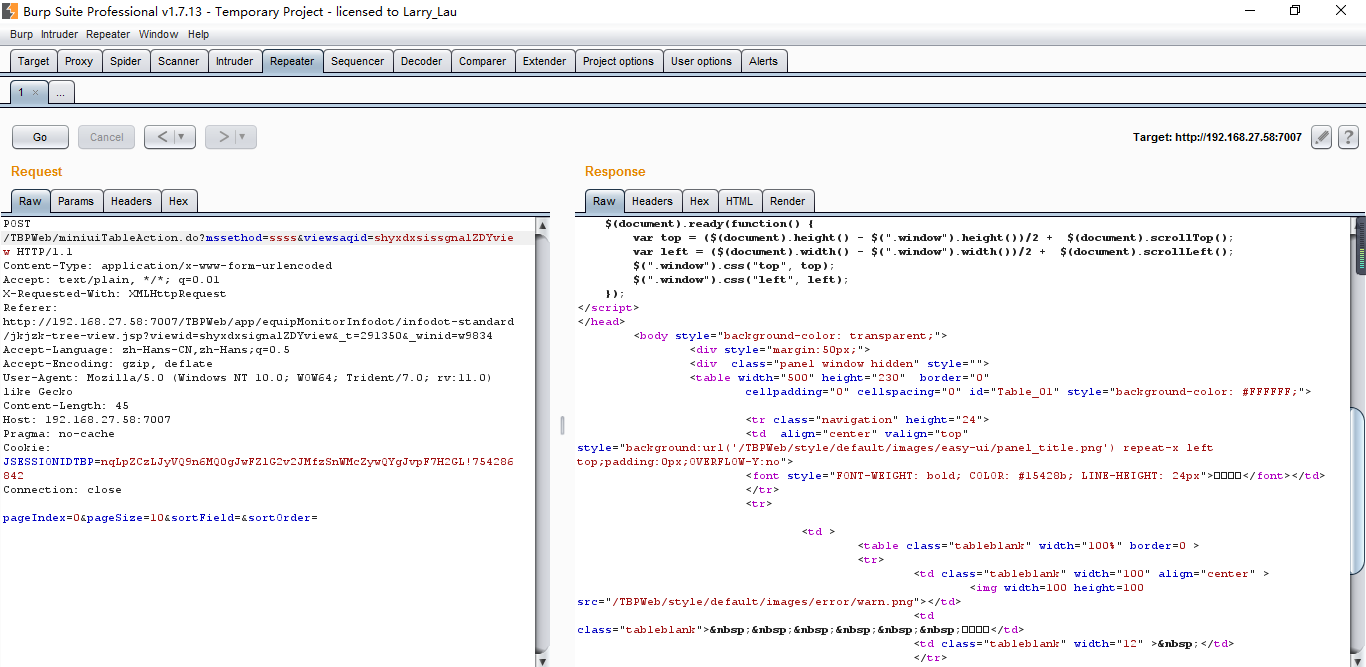 Burp Suite Professional v1.7.13 - Temporary Project - licensed to Larry_Lau
Burp Intruder Repeater Window Help
Target Proxy Spider Scanner Intruder Repeater Sequencer Decoder Comparer Extender Project options User options Alerts
1 × ...
Go Cancel < ▼ > ▼ Target: http://192.168.27.58:7007 ?
Request
Raw Params Headers Hex
POST
/TBPWeb/miniuiTableAction.do?mssethod=ssss&viewsaqid=shyxdxsissgnalZDYvie
w HTTP/1.1
Content-Type: application/x-www-form-urlencoded
Accept: text/plain, */*; q=0.01
X-Requested-With: XMLHttpRequest
Referer:
http://192.168.27.58:7007/TBPWeb/app/equipMonitorInfodot/infodot-standard
/jkjzk-tree-view.jsp?viewid=shyxdxsignalZDYview&_t=291350&_winid=w9834
Accept-Language: zh-Hans-CN,zh-Hans;q=0.5
Accept-Encoding: gzip, deflate
User-Agent: Mozilla/5.0 (Windows NT 10.0; WOW64; Trident/7.0; rv:11.0)
like Gecko
Content-Length: 45
Host: 192.168.27.58:7007
Pragma: no-cache
Cookie:
JSESSIONIDTBP=nqLpZCzLJyVQ9n6MQ0gJwFZlG2v2JMfzSnWMcZywQYgJvpF7H2GL!754286
842
Connection: close
pageIndex=0&pageSize=10&sortField=&sortOrder=
Response
Raw Headers Hex HTML Render
$(document).ready(function() {
var top = ($(document).height() - $(".window").height())/2 + $(document).scrollTop();
var left = ($(document).width() - $(".window").width())/2 + $(document).scrollLeft();
$(".window").css("top", top);
$(".window").css("left", left);
});
</script>
</head>
<body style="background-color: transparent;">
<div style="margin:50px;">
<div class="panel window hidden" style="">
<table width="500" height="230" border="0"
cellpadding="0" cellspacing="0" id="Table_01" style="background-color: #FFFFFF;">
<tr class="navigation" height="24">
<td align="center" valign="top"
style="background:url('/TBPWeb/style/default/images/easy-ui/panel_title.png') repeat-x left
top;padding:0px;OVERFLOW-Y:no">
<font style="FONT-WEIGHT: bold; COLOR: #15428b; LINE-HEIGHT: 24px">□□□□</font></td>
</tr>
<tr>
<td >
<table class="tableblank" width="100%" border=0 >
<tr>
<td class="tableblank" width="100" align="center" >
<img width=100 height=100
src="/TBPWeb/style/default/images/error/warn.png"></td>
<td
class="tableblank">&nbsp;&nbsp;&nbsp;&nbsp;&nbsp;&nbsp;□□□□</td>
<td class="tableblank" width="12" >&nbsp;</td>
</tr>